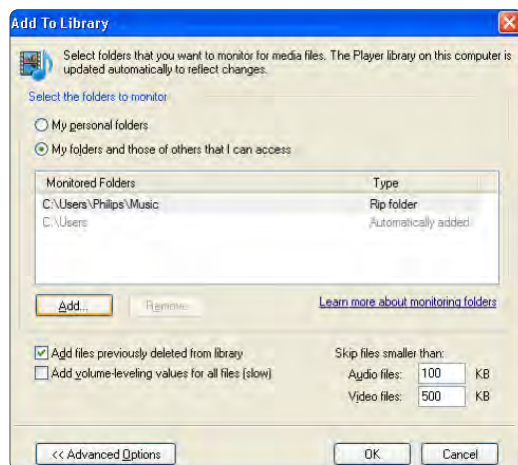 Add To Library
Select folders that you want to monitor for media files. The Player library on this computer is
updated automatically to reflect changes.
Select the folders to monitor
My personal folders
My folders and those of others that I can access
Monitored Folders Type
C:\Users\Philips\Music Rip folder
C:\Users Automatically added
Add... Remove Learn more about monitoring folders
Add files previously deleted from library Skip files smaller than:
Add volume-leveling values for all files (slow) Audio files: 100 KB
Video files: 500 KB
<< Advanced Options OK Cancel